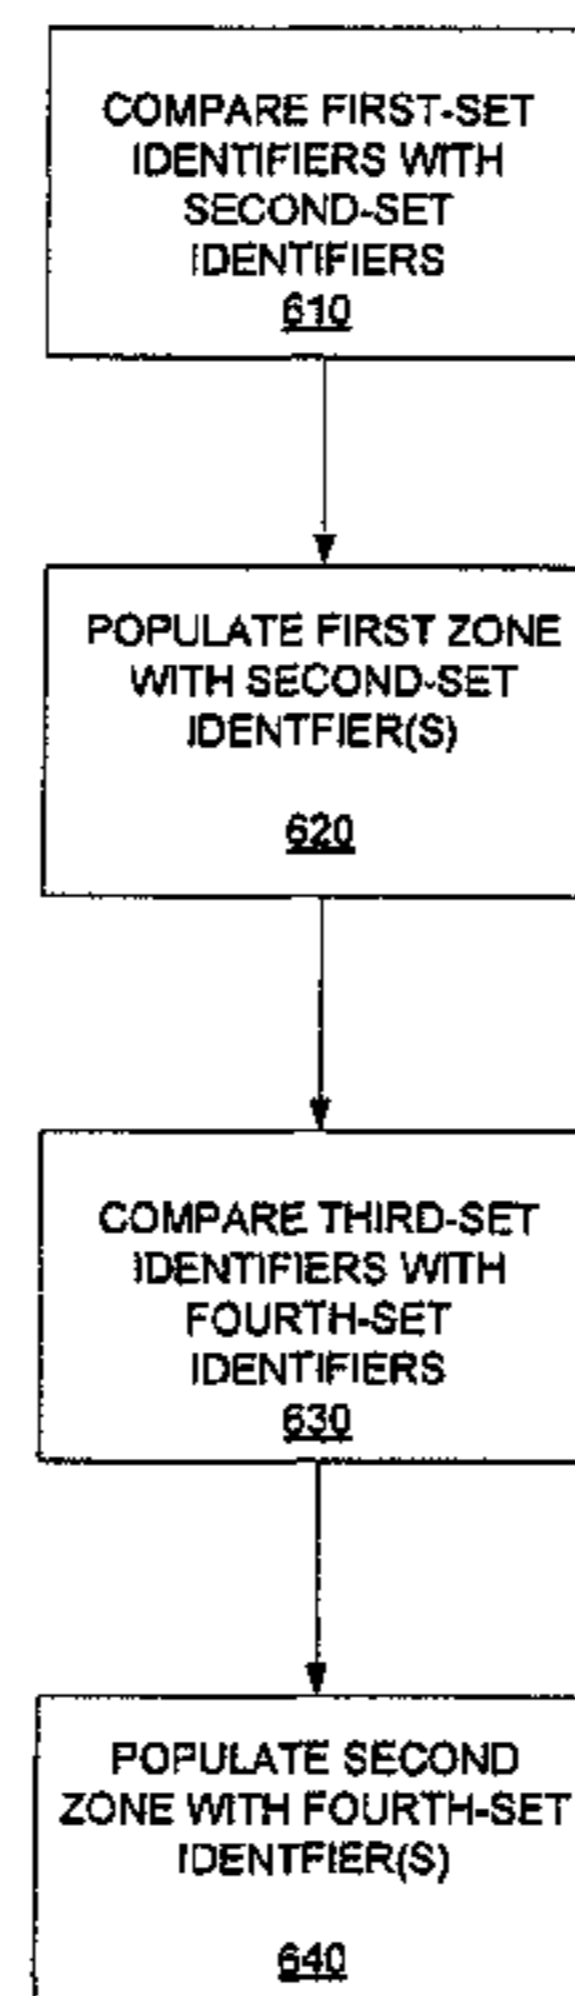 COMPARE FIRST-SET
IDENTIFIERS WITH
SECOND-SET
IDENTIFIERS
610
POPULATE FIRST ZONE
WITH SECOND-SET
IDENTFIER(S)
620
COMPARE THIRD-SET
IDENTIFIERS WITH
FOURTH-SET
IDENTIFIERS
630
POPULATE SECOND
ZONE WITH FOURTH-SET
IDENTFIER(S)
640